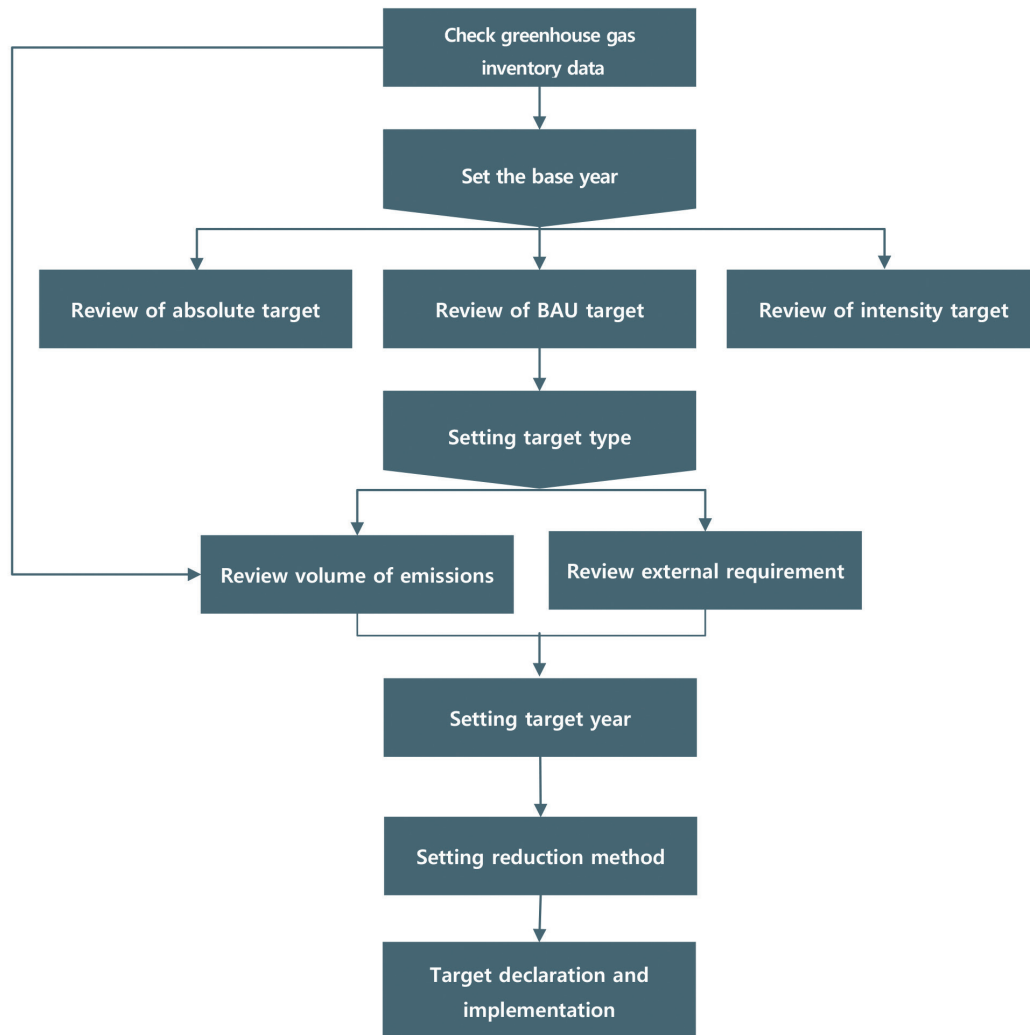 Check greenhouse gas
inventory data
Set the base year
Review of absolute target
Review of BAU target
Review of intensity target
Setting target type
Review volume of emissions
Review external requirement
Setting target year
Setting reduction method
Target declaration and
implementation